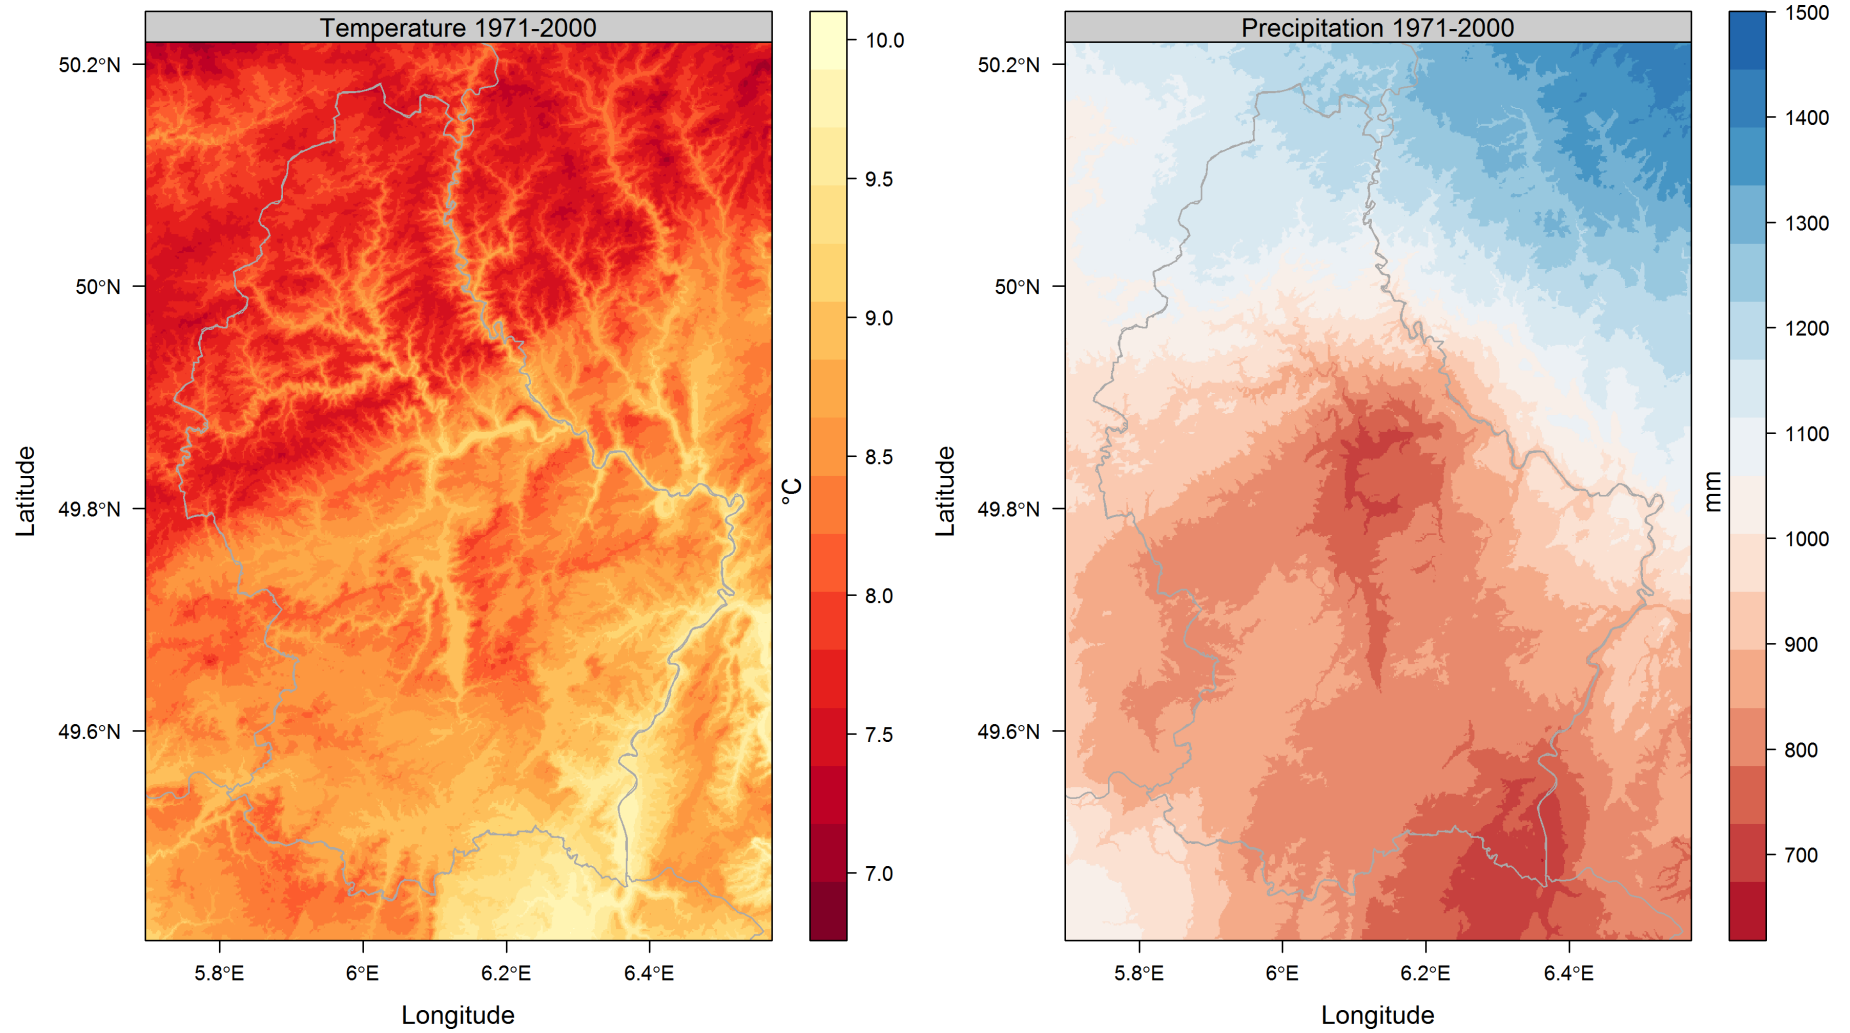 Temperature 1971-2000
50.2°N
50°N
49.8°N
49.6°N
Latitude
5.8°E
6°E
6.2°E
6.4°E
Longitude
10.0
9.5
9.0
8.5
8.0
7.5
7.0
°C
Precipitation 1971-2000
50.2°N
50°N
49.8°N
49.6°N
Latitude
5.8°E
6°E
6.2°E
6.4°E
Longitude
1500
1400
1300
1200
1100
1000
900
800
700
mm